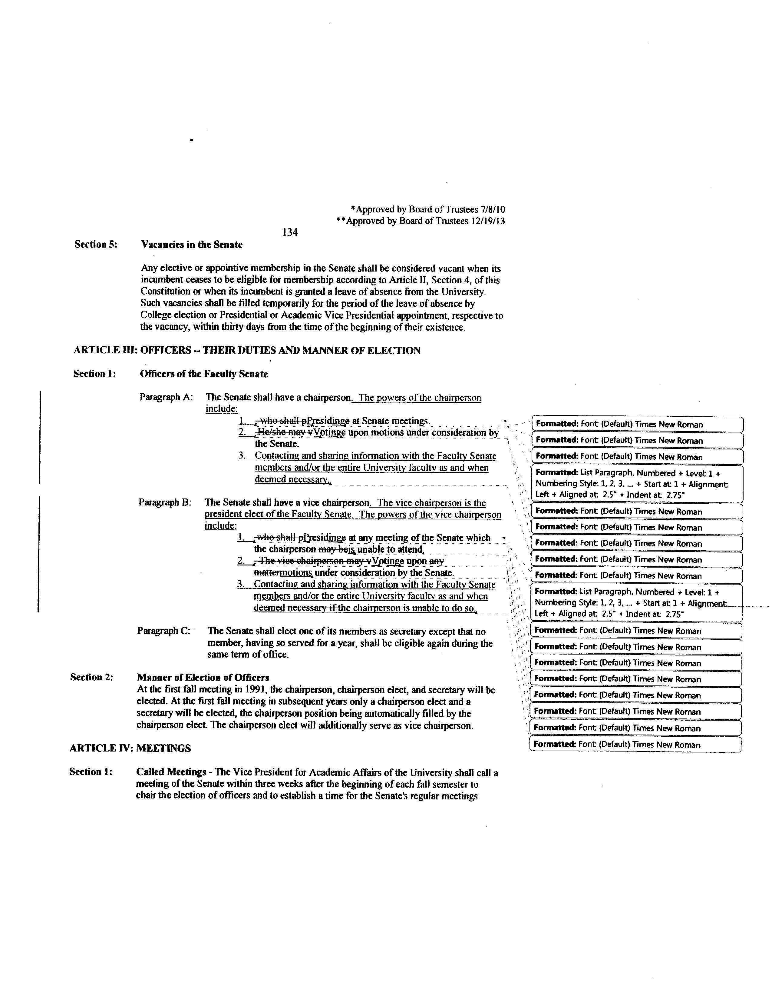 *Approved by Board of Trustees 7/8/10
**Approved by Board of Trustees 12/19/13
134
Section 5: Vacancies in the Senate
Any elective or appointive membership in the Senate shall be considered vacant when its
incumbent ceases to be eligible for membership according to Article II, Section 4, of this
Constitution or when its incumbent is granted a leave of absence from the University.
Such vacancies shall be filled temporarily for the period of the leave of absence by
College election or Presidential or Academic Vice Presidential appointment, respective to
the vacancy, within thirty days from the time of the beginning of their existence.
ARTICLE III: OFFICERS – THEIR DUTIES AND MANNER OF ELECTION
Section 1: Officers of the Faculty Senate
Paragraph A: The Senate shall have a chairperson. The powers of the chairperson
include:
1. , who shall pPresidinge at Senate meetings.
2. He/she may vVotinge upon motions under consideration by
the Senate.
3. Contacting and sharing information with the Faculty Senate
members and/or the entire University faculty as and when
deemed necessary.
Paragraph B: The Senate shall have a vice chairperson. The vice chairperson is the
president elect of the Faculty Senate. The powers of the vice chairperson
include:
1. , who shall pPresidinge at any meeting of the Senate which
the chairperson may beis unable to attend.
2. . The vice chairperson may vVotinge upon any
mattermotions under consideration by the Senate.
3. Contacting and sharing information with the Faculty Senate
members and/or the entire University faculty as and when
deemed necessary if the chairperson is unable to do so.
Paragraph C: The Senate shall elect one of its members as secretary except that no
member, having so served for a year, shall be eligible again during the
same term of office.
Section 2: Manner of Election of Officers
At the first fall meeting in 1991, the chairperson, chairperson elect, and secretary will be
elected. At the first fall meeting in subsequent years only a chairperson elect and a
secretary will be elected, the chairperson position being automatically filled by the
chairperson elect. The chairperson elect will additionally serve as vice chairperson.
ARTICLE IV: MEETINGS
Section 1: Called Meetings - The Vice President for Academic Affairs of the University shall call a
meeting of the Senate within three weeks after the beginning of each fall semester to
chair the election of officers and to establish a time for the Senate's regular meetings
Formatted: Font: (Default) Times New Roman
Formatted: Font: (Default) Times New Roman
Formatted: Font: (Default) Times New Roman
Formatted: List Paragraph, Numbered + Level: 1 +
Numbering Style: 1, 2, 3, ... + Start at: 1 + Alignment:
Left + Aligned at: 2.5" + Indent at: 2.75"
Formatted: Font: (Default) Times New Roman
Formatted: Font: (Default) Times New Roman
Formatted: Font: (Default) Times New Roman
Formatted: Font: (Default) Times New Roman
Formatted: Font: (Default) Times New Roman
Formatted: List Paragraph, Numbered + Level: 1 +
Numbering Style: 1, 2, 3, ... + Start at: 1 + Alignment:
Left + Aligned at: 2.5" + Indent at: 2.75"
Formatted: Font: (Default) Times New Roman
Formatted: Font: (Default) Times New Roman
Formatted: Font: (Default) Times New Roman
Formatted: Font: (Default) Times New Roman
Formatted: Font: (Default) Times New Roman
Formatted: Font: (Default) Times New Roman
Formatted: Font: (Default) Times New Roman
Formatted: Font: (Default) Times New Roman